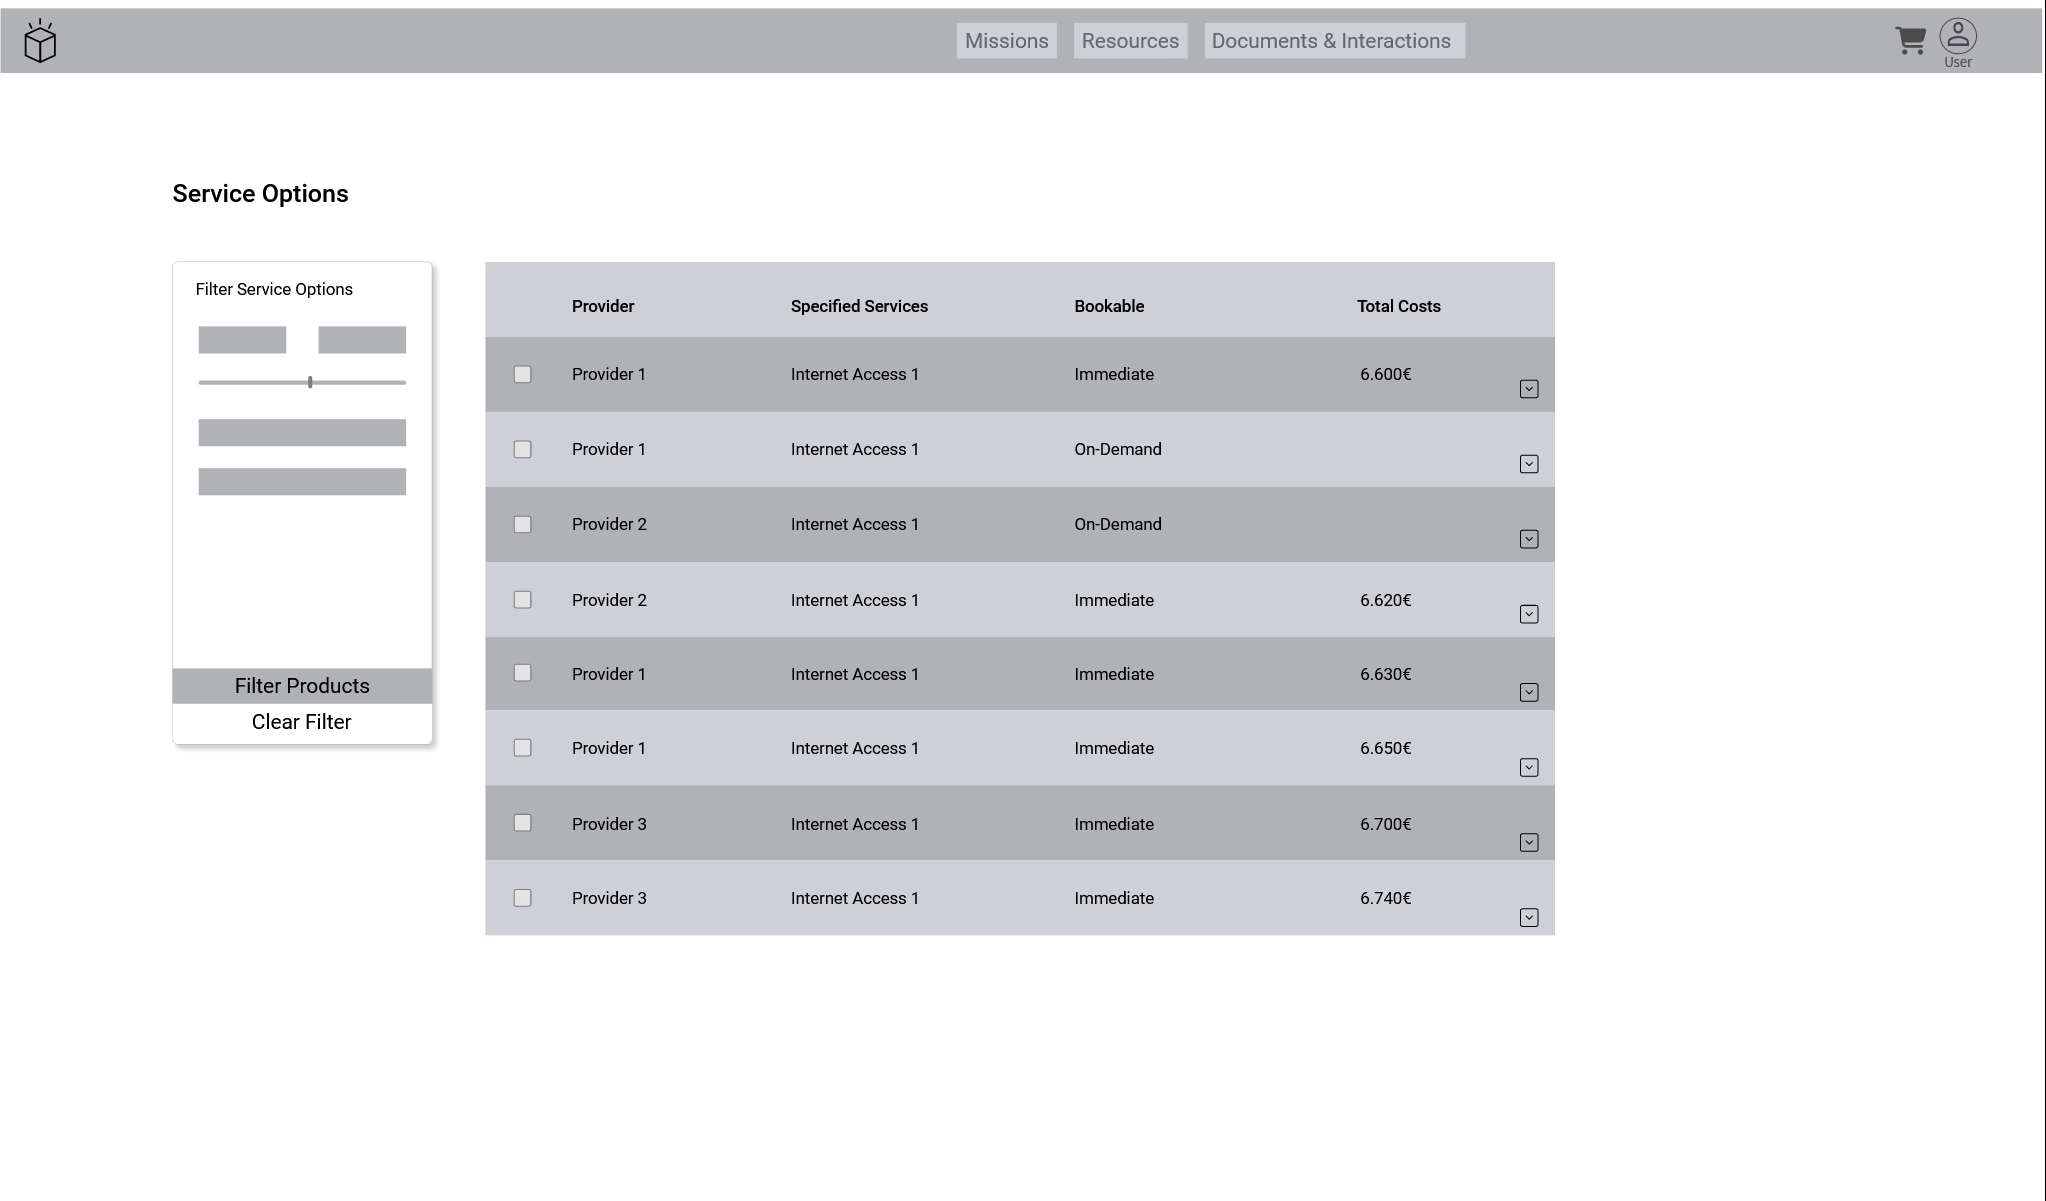 Missions Resources Documents & Interactions
User
Service Options
Filter Service Options
Filter Products
Clear Filter
Provider Specified Services Bookable Total Costs
Provider 1 Internet Access 1 Immediate 6.600€
Provider 1 Internet Access 1 On-Demand
Provider 2 Internet Access 1 On-Demand
Provider 2 Internet Access 1 Immediate 6.620€
Provider 1 Internet Access 1 Immediate 6.630€
Provider 1 Internet Access 1 Immediate 6.650€
Provider 3 Internet Access 1 Immediate 6.700€
Provider 3 Internet Access 1 Immediate 6.740€